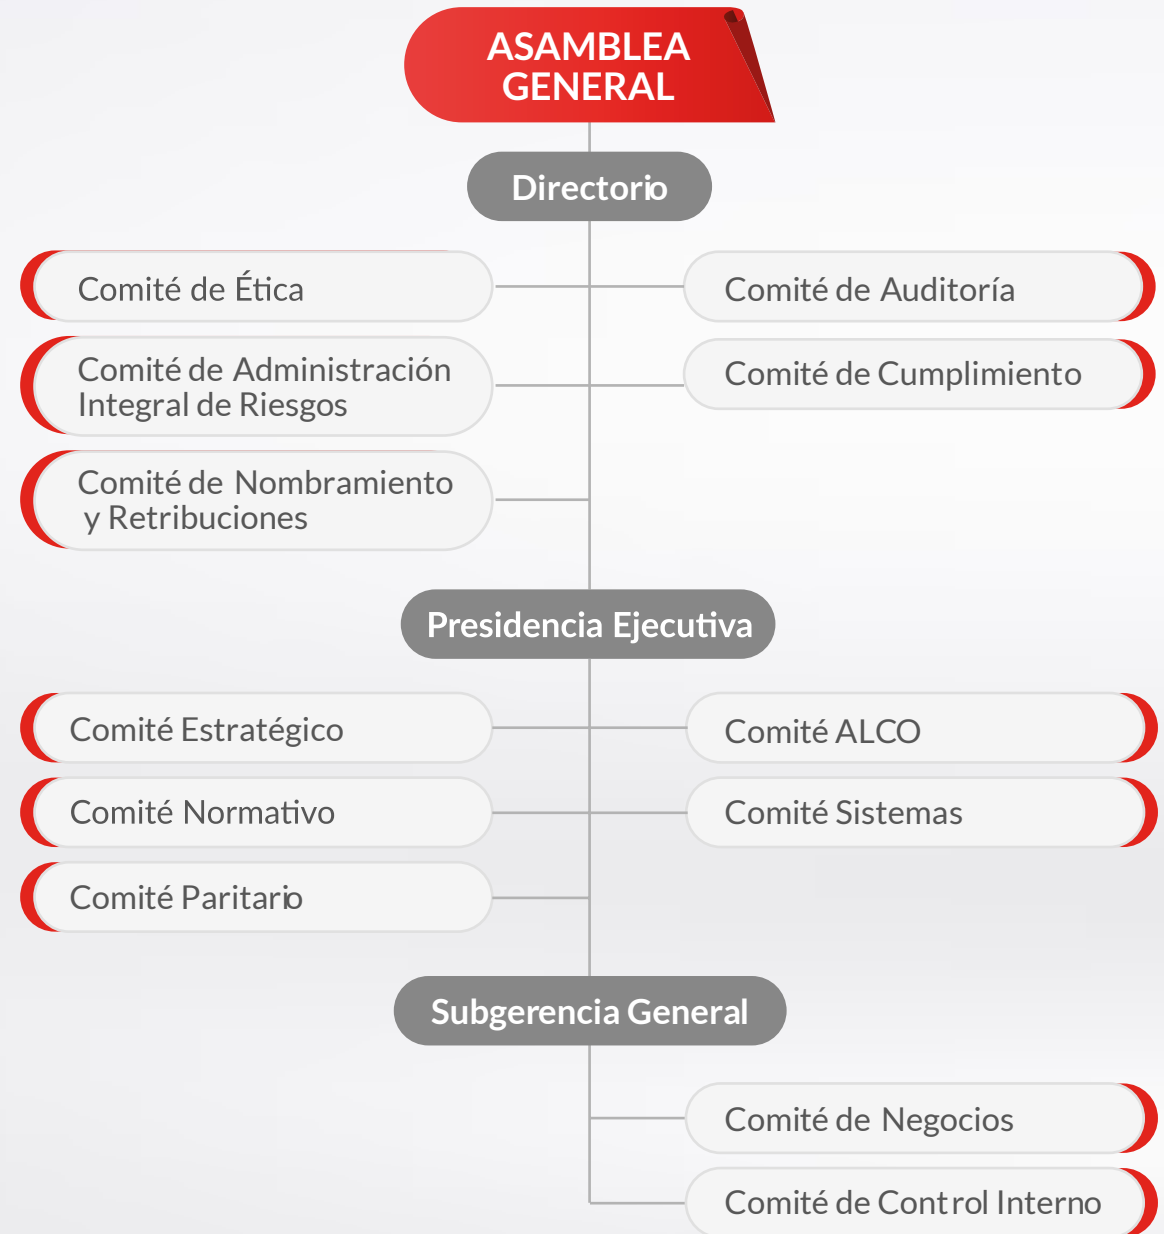 ASAMBLEA
GENERAL
Directorio
Comité de Ética
Comité de Auditoría
Comité de Administración
Integral de Riesgos
Comité de Cumplimiento
Comité de Nombramiento
y Retribuciones
Presidencia Ejecutiva
Comité Estratégico
Comité ALCO
Comité Normativo
Comité Sistemas
Comité Paritario
Subgerencia General
Comité de Negocios
Comité de Control Interno